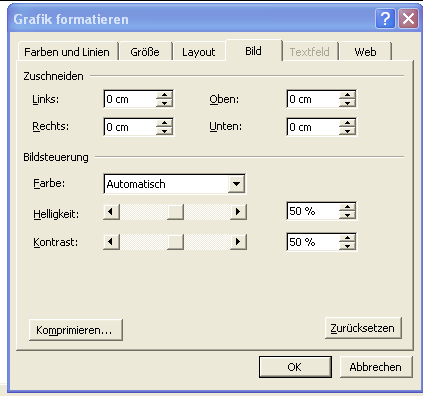 Grafik formatieren
Farben und Linien Größe Layout Bild Textfeld Web
Zuschneiden
Links: 0 cm Oben: 0 cm
Rechts: 0 cm Unten: 0 cm
Bildsteuerung
Farbe: Automatisch
Helligkeit: 50 %
Kontrast: 50 %
Komprimieren... Zurücksetzen
OK Abbrechen